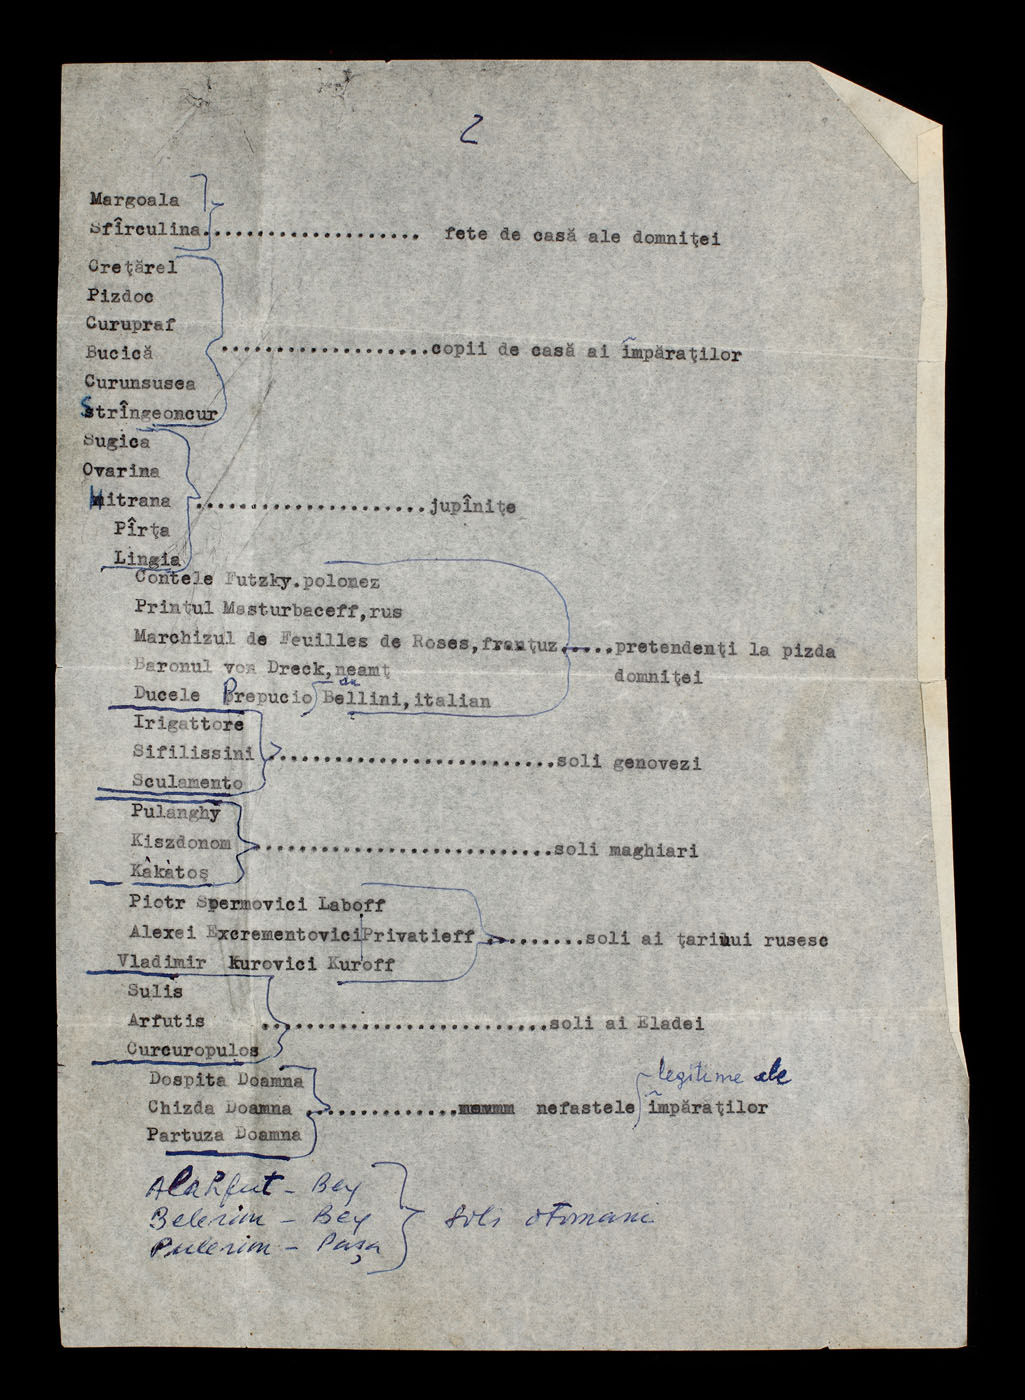 2
Margoala
Sfîrculina.................... fete de casă ale domniţei
Creţărel
Pizdoc
Curupraf
Bucică ...................copii de casă ai împăraţilor
Curunsusea
Strîngeoncur
Sugica
Ovarina
Mitrana ......................jupîniţe
Pîrţa
Lingia
Contele Futzky.polonez
Prinţul Masturbaceff,rus
Marchizul de Feuilles de Roses,franţuz.....pretendenţi la pizda
Baronul von Dreck,neamţ domniţei
Ducele Prepucio da Bellini,italian
Irigattore
Sifilissini ...........................soli genovezi
Sculamento
Pulanghy
Kiszdonom ............................soli maghiari
Kàkàtoş
Piotr Spermovici Laboff
Alexei Excrementovici Privatieff ........soli ai ţarului rusesc
Vladimir Kurovici Kuroff
Sulis
Arfutis ............................soli ai Eladei
Curcuropulos
Dospita Doamna legitime ale
Chizda Doamna .............. nefastele împăraţilor
Partuza Doamna
Alahfut - Bey
Belerim - Bey soli otomani
Pulerim - Paşa